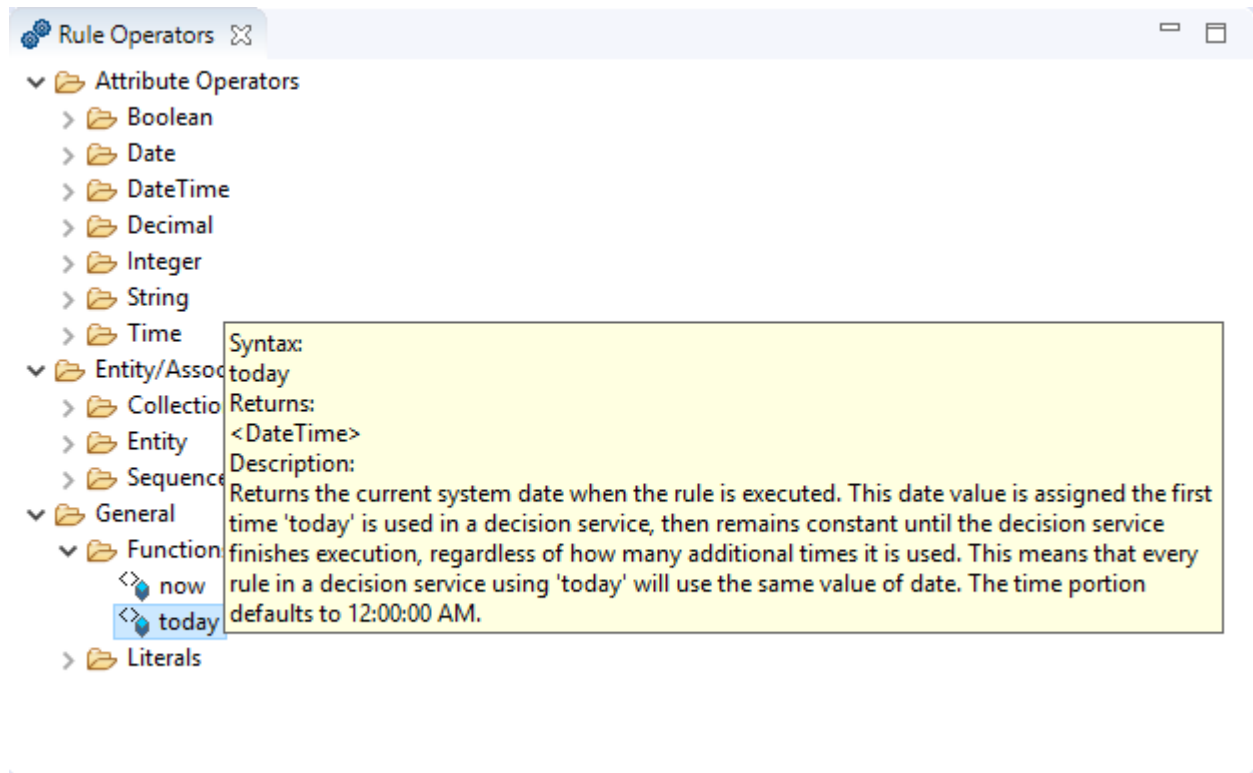 Rule Operators
Attribute Operators
Boolean
Date
DateTime
Decimal
Integer
String
Time
Entity/Assoc
Collectio
Entity
Sequence
General
Function
now
today
Literals
Syntax:
today
Returns:
<DateTime>
Description:
Returns the current system date when the rule is executed. This date value is assigned the first
time 'today' is used in a decision service, then remains constant until the decision service
finishes execution, regardless of how many additional times it is used. This means that every
rule in a decision service using 'today' will use the same value of date. The time portion
defaults to 12:00:00 AM.